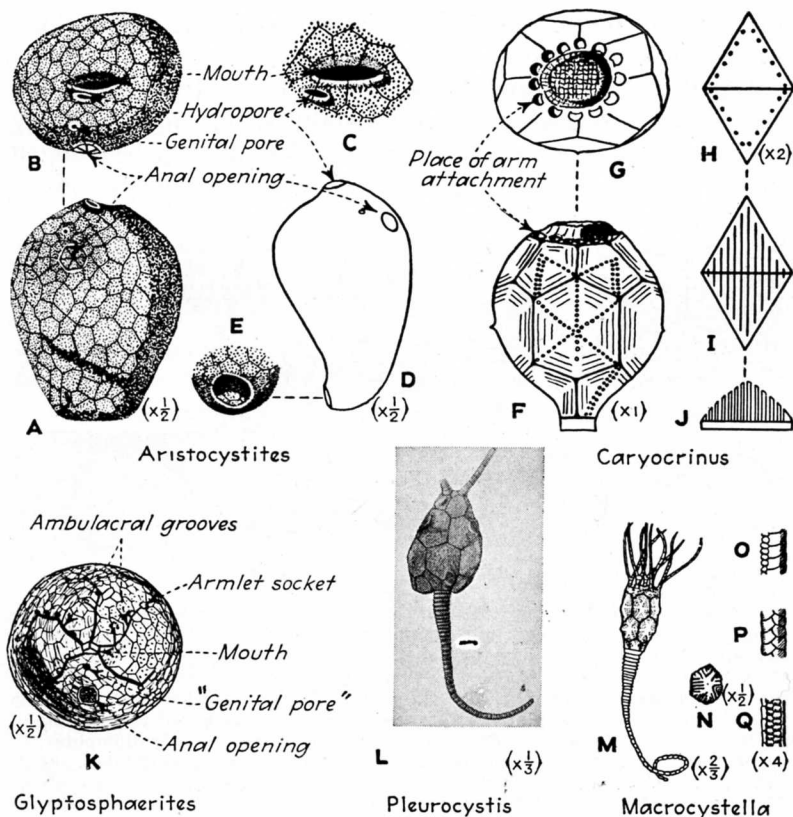 B
Mouth
Hydropore
Genital pore
Anal opening
C
G
Place of arm
attachment
H
(x2)
A
(x½)
E
D
(x½)
F
(x1)
I
J
Aristocystites
Caryocrinus
Ambulacral grooves
Armlet socket
Mouth
"Genital pore"
Anal opening
(x½)
K
Glyptosphaerites
4
L
(x⅓)
Pleurocystis
M
(x⅔)
N
(x½)
O
P
Q
(x4)
Macrocystella